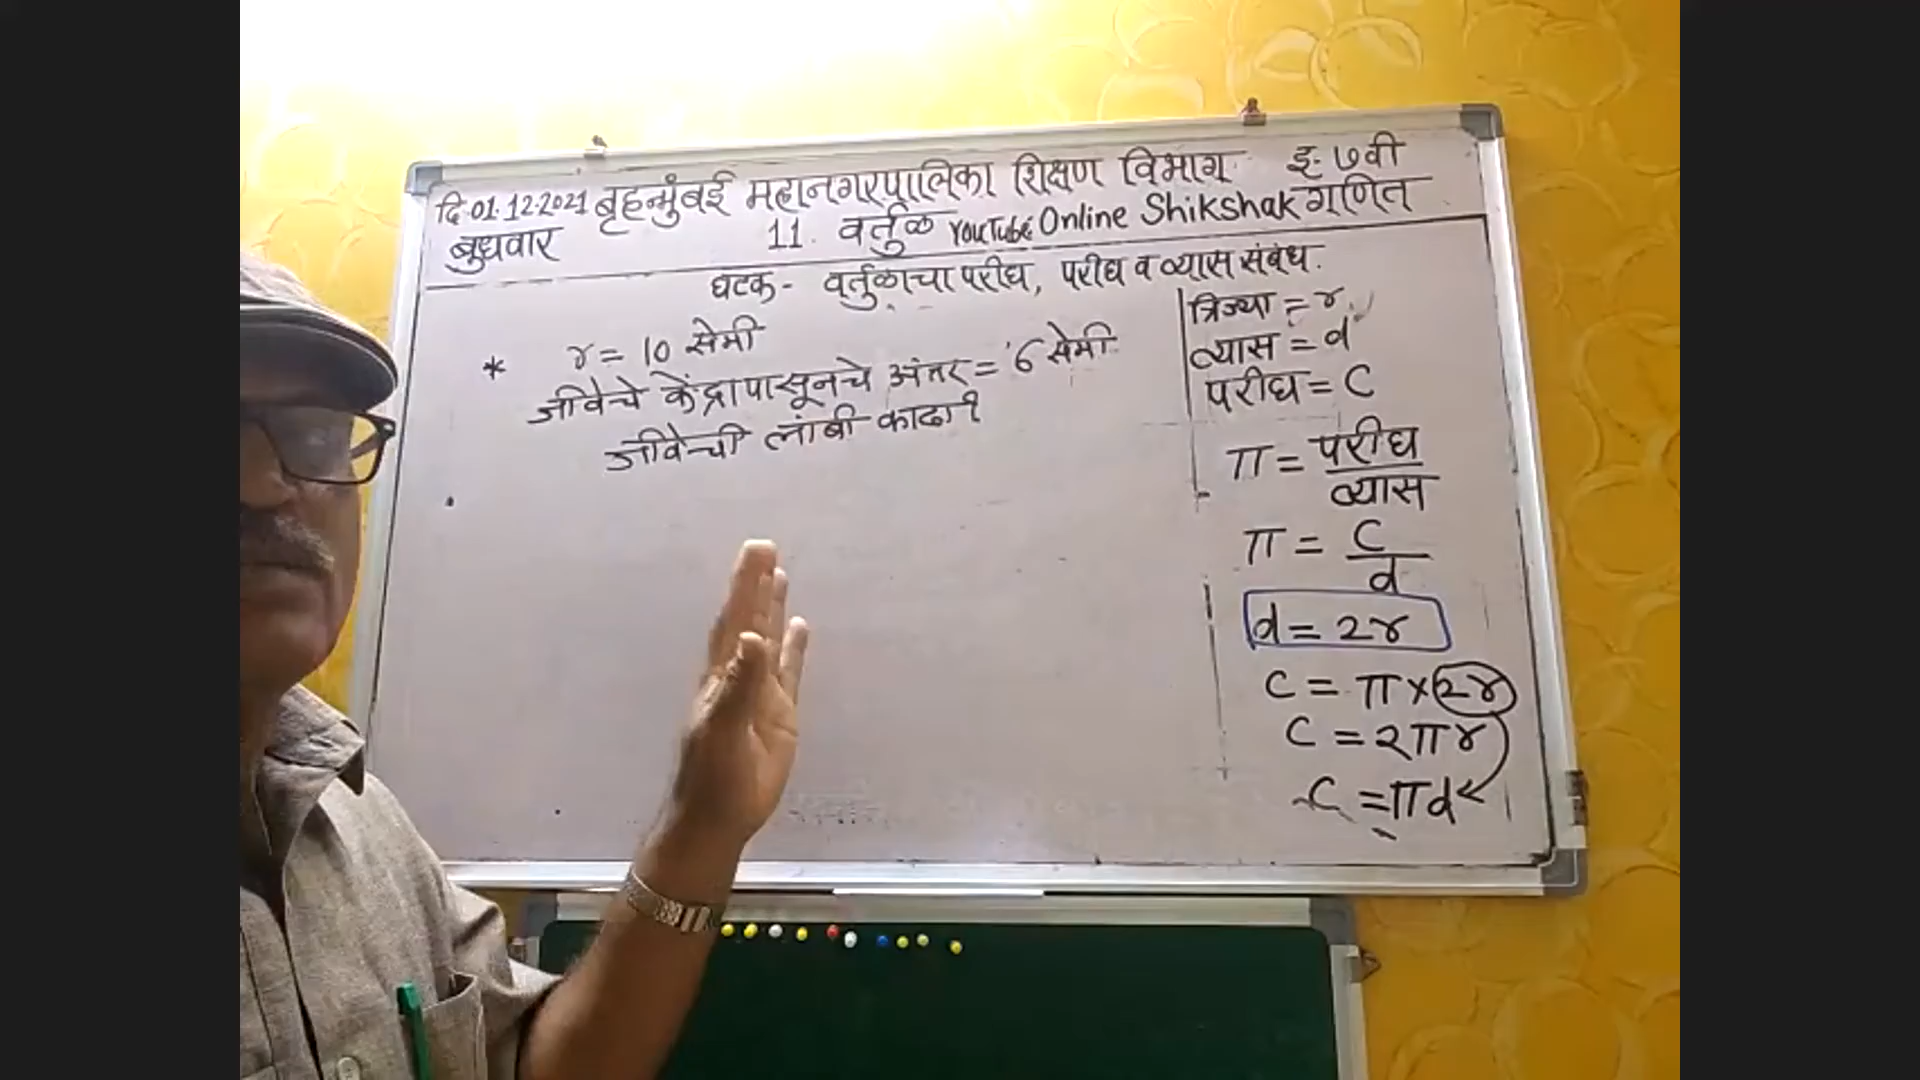 दि.01.12.2021 बृहन्मुंबई महानगरपालिका शिक्षण विभाग इ. ७वी
बुधवार 11. वर्तुळ YouTube Online Shikshak गणित
घटक - वर्तुळाचा परीघ, परीघ व व्यास संबंध.
* r = 10 सेमी
जीवेचे केंद्रापासूनचे अंतर = 6 सेमी
जीवेची लांबी काढा?
त्रिज्या = r
व्यास = d
परीघ = C
π = परीघ / व्यास
π = C / d
d = 2r
C = π × 2r
C = 2πr
C = πd